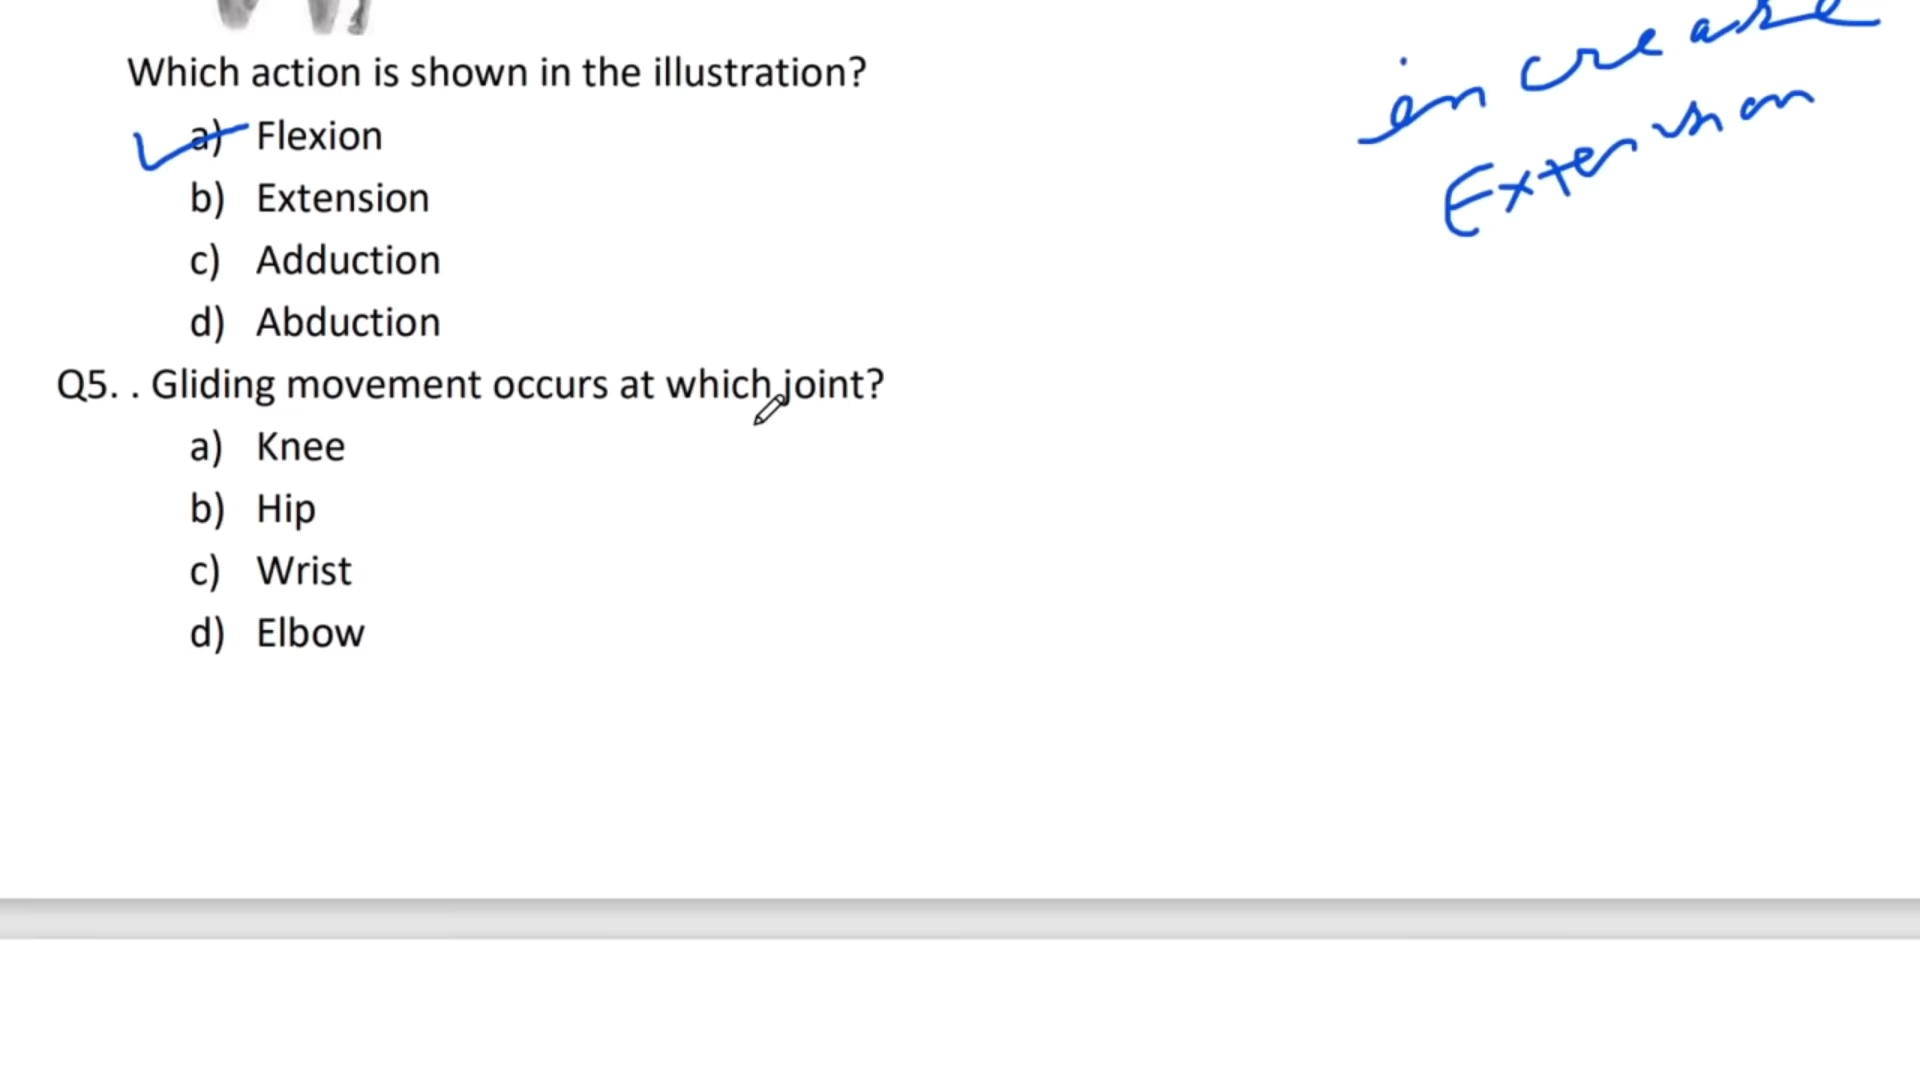 increase
Extension
Which action is shown in the illustration?
a) Flexion
b) Extension
c) Adduction
d) Abduction
Q5. . Gliding movement occurs at which joint?
a) Knee
b) Hip
c) Wrist
d) Elbow